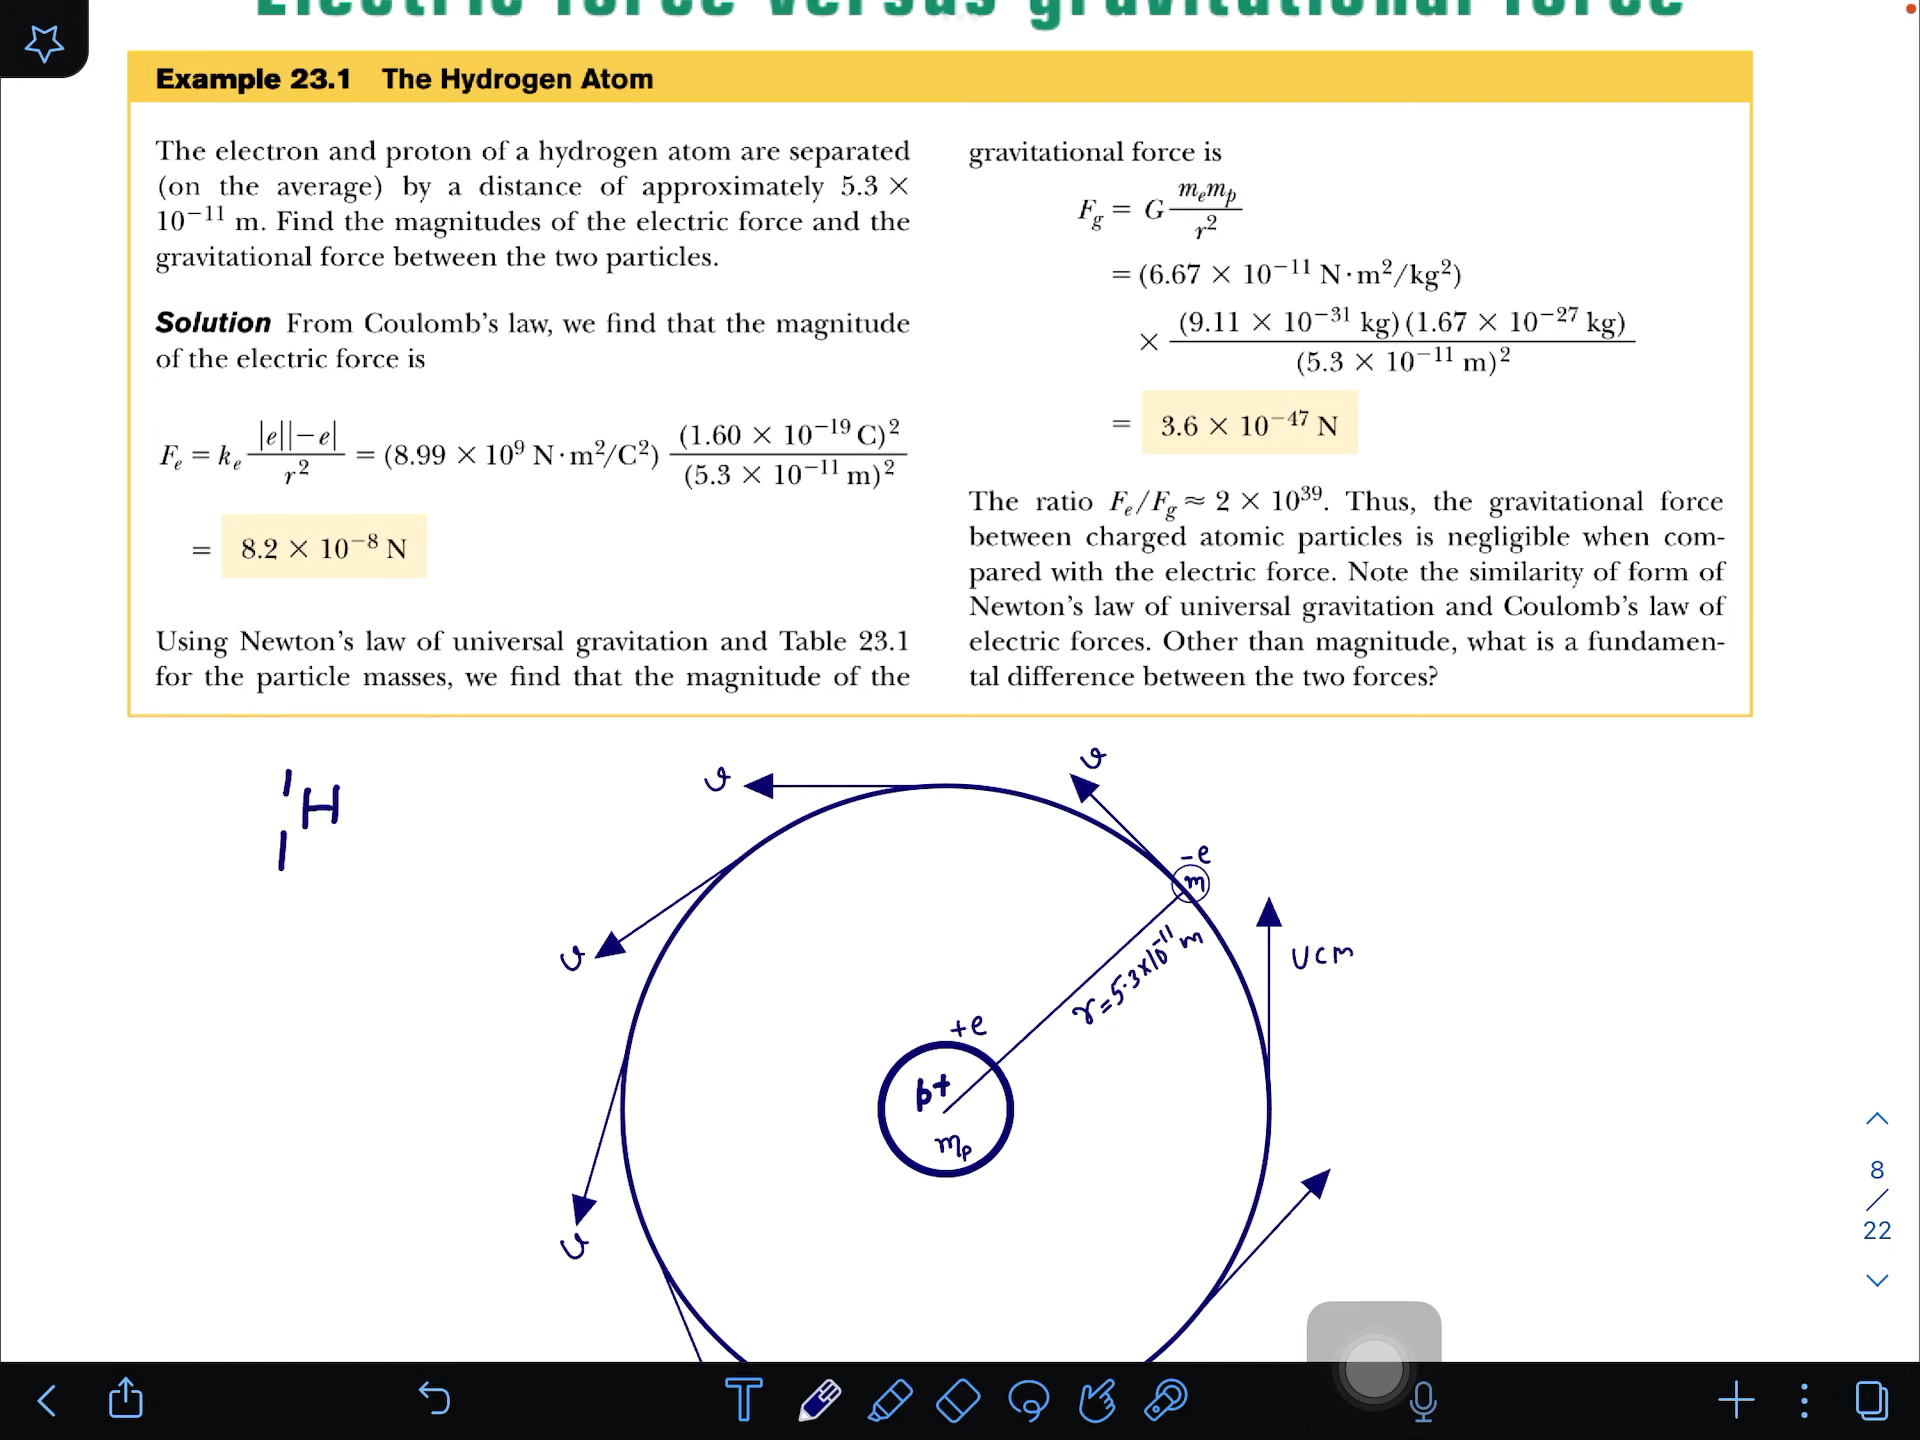 Electric force versus gravitational force
Example 23.1 The Hydrogen Atom
The electron and proton of a hydrogen atom are separated
(on the average) by a distance of approximately 5.3 ×
10⁻¹¹ m. Find the magnitudes of the electric force and the
gravitational force between the two particles.
Solution From Coulomb's law, we find that the magnitude
of the electric force is
Fₑ = kₑ |e||−e| / r² = (8.99 × 10⁹ N·m²/C²) (1.60 × 10⁻¹⁹ C)² / (5.3 × 10⁻¹¹ m)²
= 8.2 × 10⁻⁸ N
Using Newton's law of universal gravitation and Table 23.1
for the particle masses, we find that the magnitude of the
gravitational force is
F_g = G mₑm_p / r²
= (6.67 × 10⁻¹¹ N·m²/kg²)
× (9.11 × 10⁻³¹ kg)(1.67 × 10⁻²⁷ kg) / (5.3 × 10⁻¹¹ m)²
= 3.6 × 10⁻⁴⁷ N
The ratio Fₑ/F_g ≈ 2 × 10³⁹. Thus, the gravitational force
between charged atomic particles is negligible when com-
pared with the electric force. Note the similarity of form of
Newton's law of universal gravitation and Coulomb's law of
electric forces. Other than magnitude, what is a fundamen-
tal difference between the two forces?
¹₁H
v
v
-e
m
v
UCM
r=5.3×10⁻¹¹ m
+e
p+
m_p
v
8
/
22
T